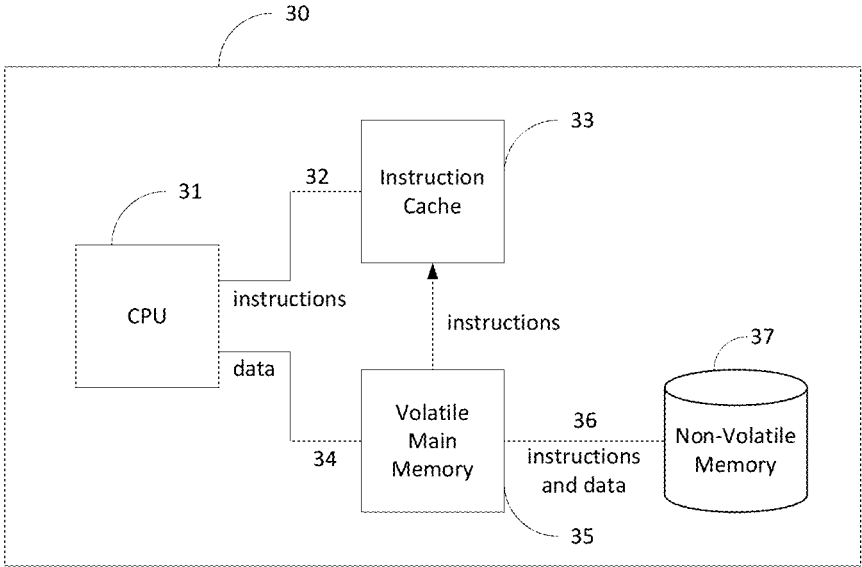 30
33
32
Instruction
Cache
31
instructions
CPU
instructions
data
37
Volatile
Main
Memory
36
Non-Volatile
Memory
34
instructions
and data
35